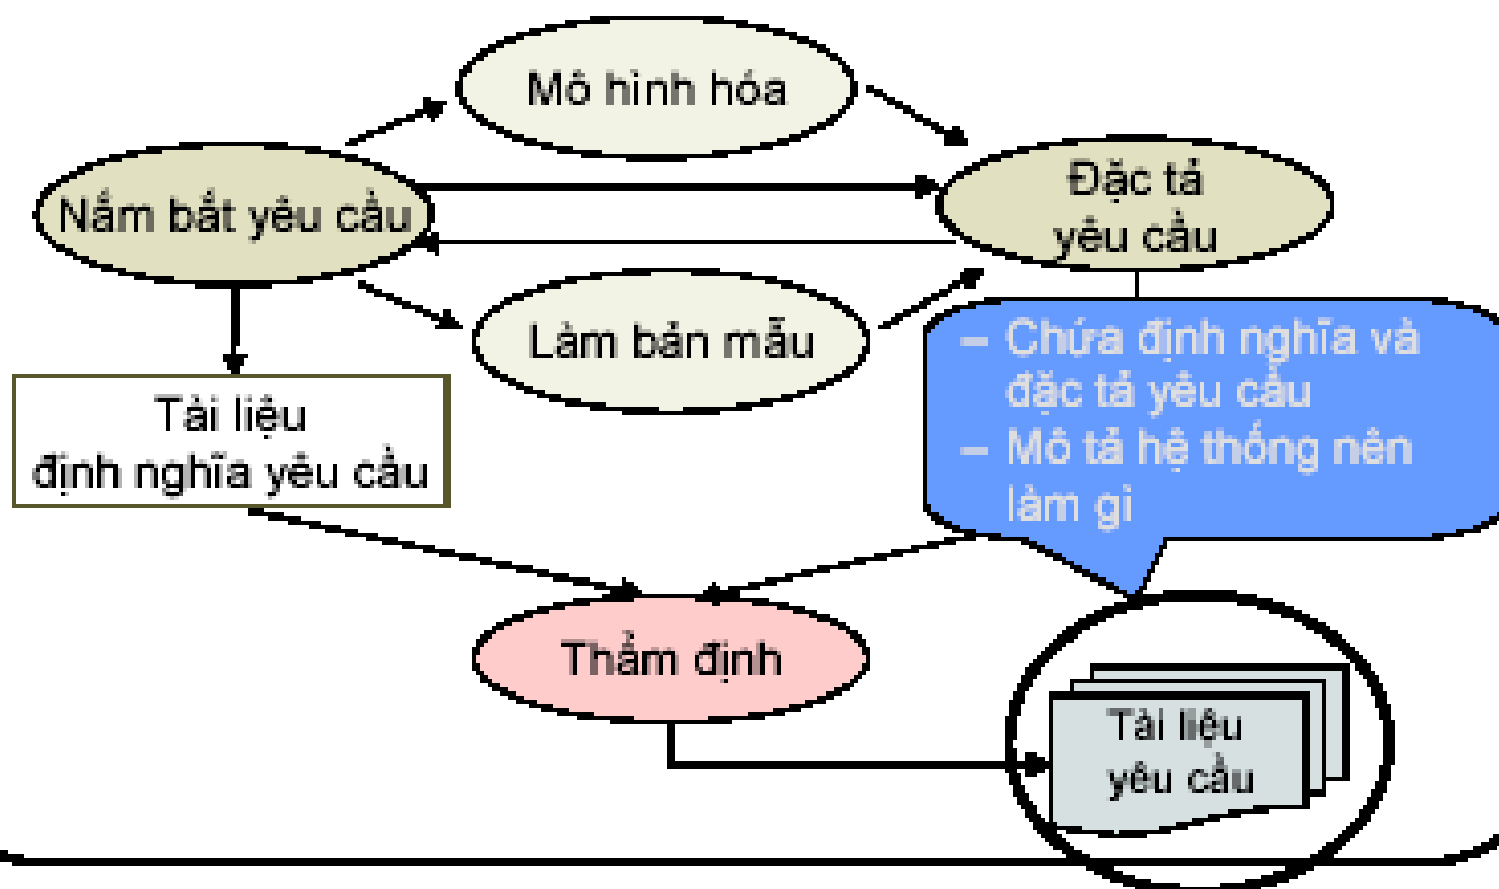 Mô hình hóa
Nắm bắt yêu cầu
Đặc tả
yêu cầu
Làm bản mẫu
– Chứa định nghĩa và
đặc tả yêu cầu
– Mô tả hệ thống nên
làm gì
Tài liệu
định nghĩa yêu cầu
Thẩm định
Tài liệu
yêu cầu